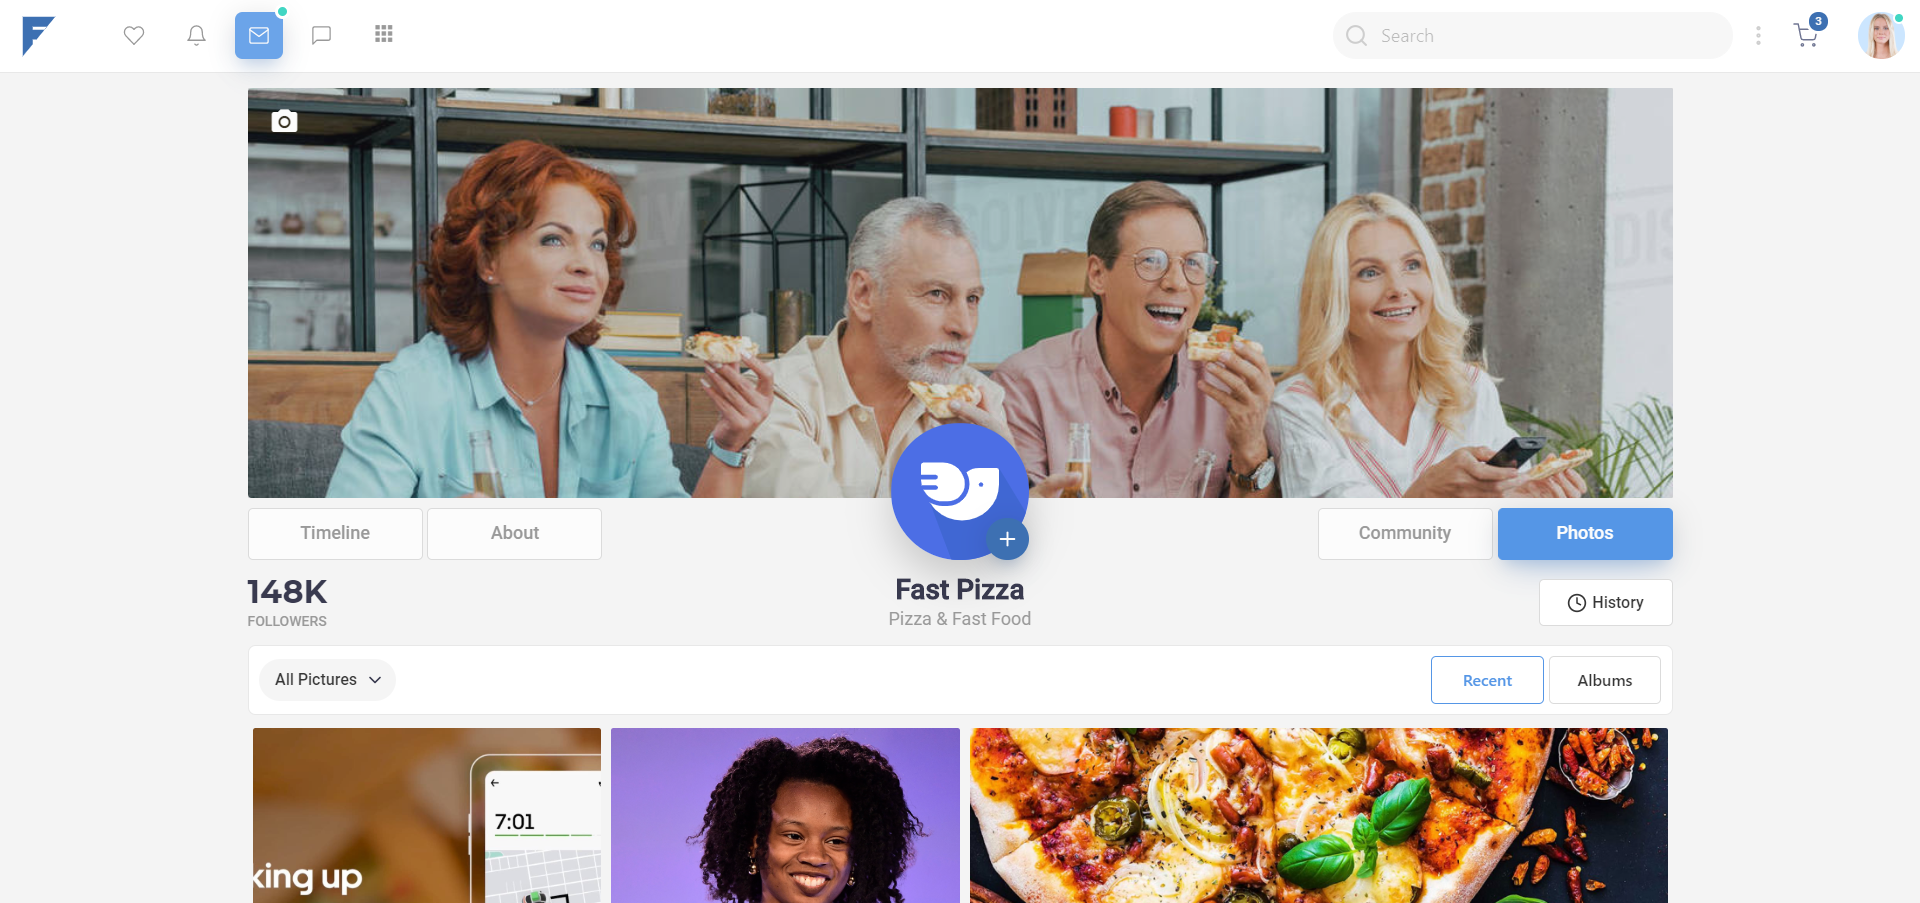 Search
3
Timeline
About
Community
Photos
148K
FOLLOWERS
Fast Pizza
Pizza & Fast Food
History
All Pictures
Recent
Albums
7:01
king up